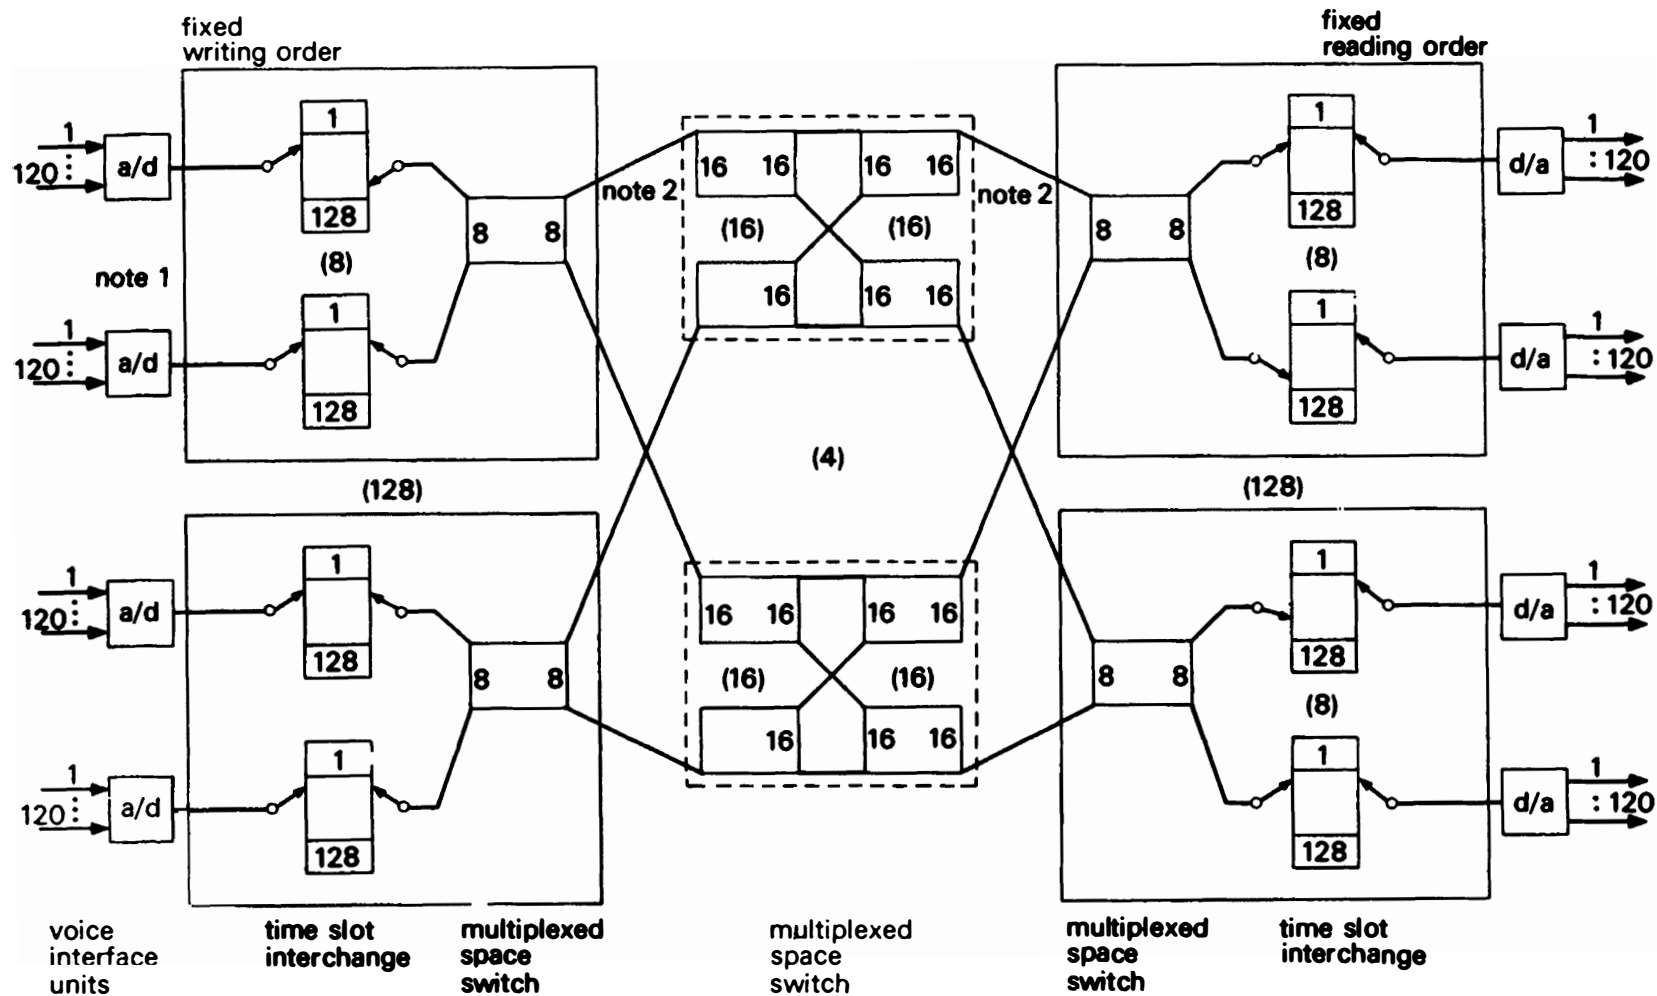 fixed
writing order
fixed
reading order
1
120
a/d
1
128
(8)
note 1
1
120
a/d
1
128
8 8
note 2
16 16
16 16
(16)
(16)
16
16 16
note 2
8 8
1
128
(8)
1
128
d/a
1
: 120
d/a
1
: 120
(128)
(4)
(128)
1
120
a/d
1
128
1
120
a/d
1
128
8 8
16 16
16 16
(16)
(16)
16
16 16
8 8
1
128
(8)
1
128
d/a
1
: 120
d/a
1
: 120
voice
interface
units
time slot
interchange
multiplexed
space
switch
multiplexed
space
switch
multiplexed
space
switch
time slot
interchange